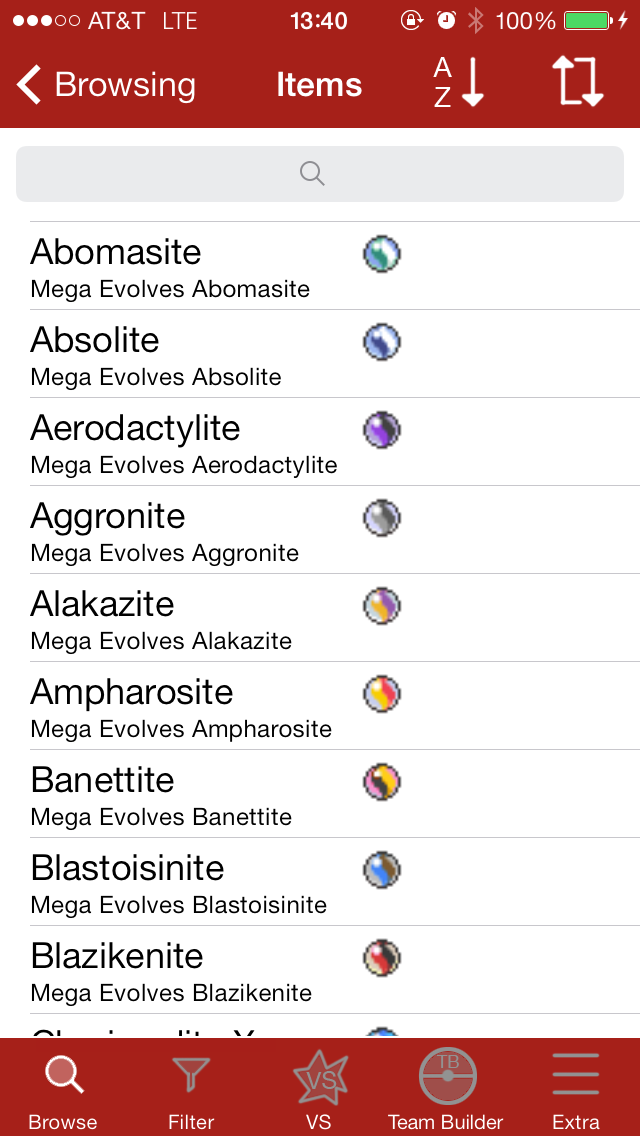 AT&T LTE 13:40 100%
Browsing Items A Z
Abomasite
Mega Evolves Abomasite
Absolite
Mega Evolves Absolite
Aerodactylite
Mega Evolves Aerodactylite
Aggronite
Mega Evolves Aggronite
Alakazite
Mega Evolves Alakazite
Ampharosite
Mega Evolves Ampharosite
Banettite
Mega Evolves Banettite
Blastoisinite
Mega Evolves Blastoisinite
Blazikenite
Mega Evolves Blazikenite
VS TB
Browse Filter VS Team Builder Extra